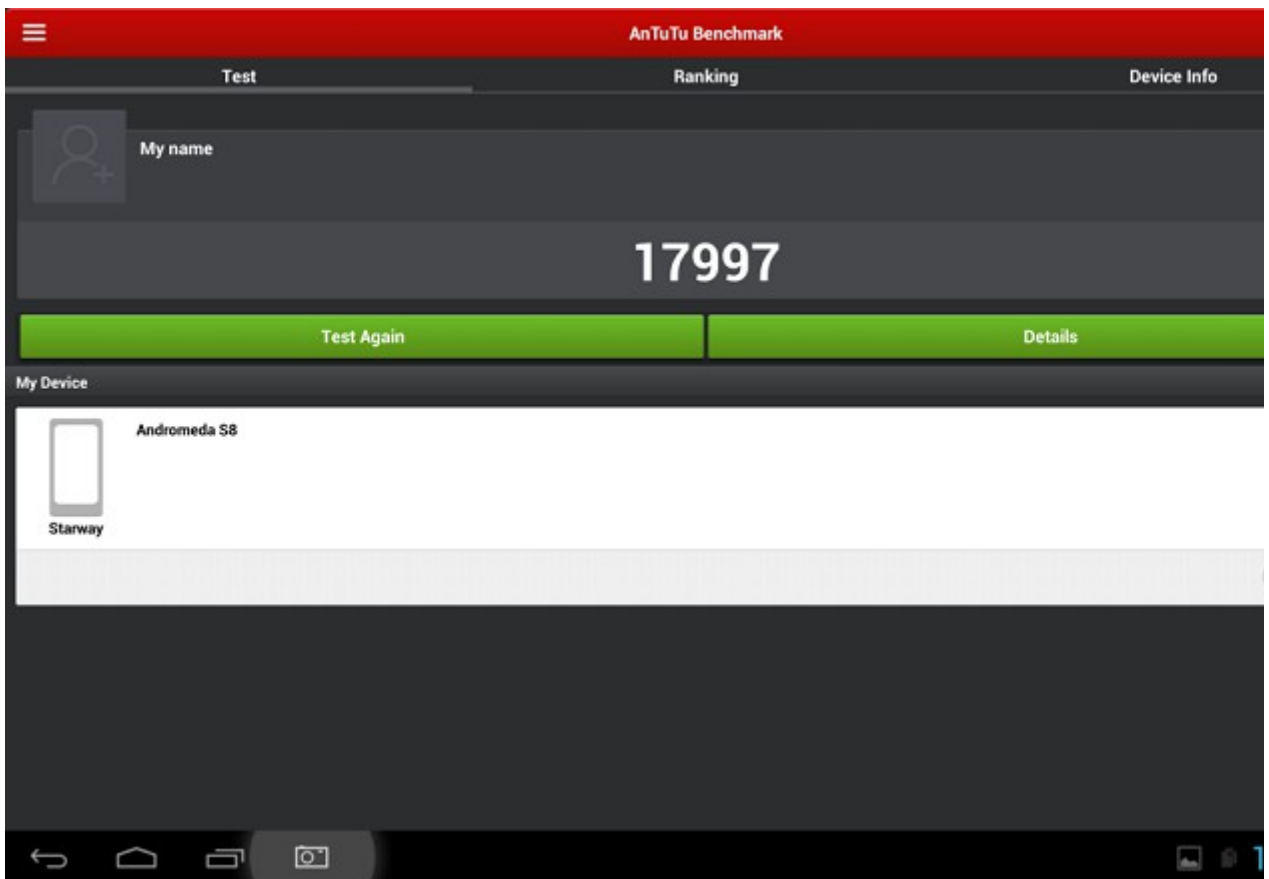 AnTuTu Benchmark
Test Ranking Device Info
My name
17997
Test Again Details
My Device
Andromeda S8
Starway